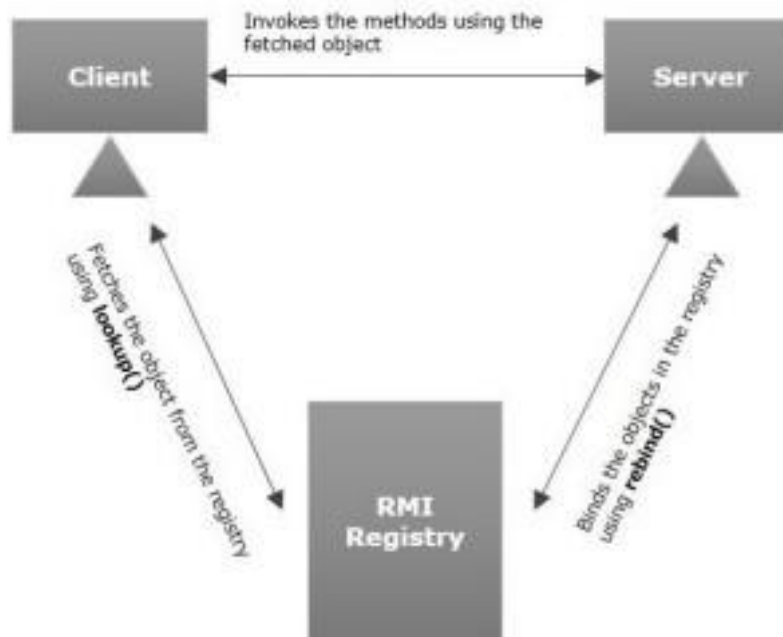 Invokes the methods using the
fetched object
Client
Server
Fetches the object from the registry
using lookup()
Binds the objects in the registry
using rebind()
RMI
Registry